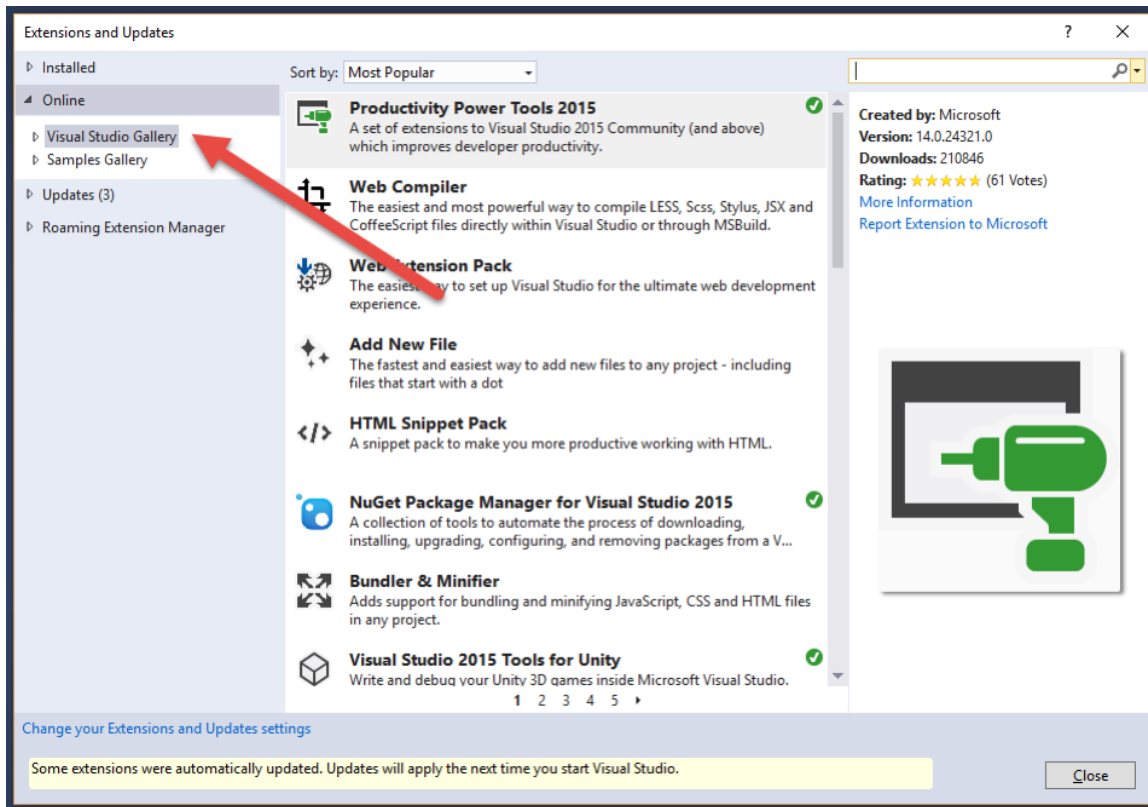 Extensions and Updates
? 
Installed
Online
Visual Studio Gallery
Samples Gallery
Updates (3)
Roaming Extension Manager
Sort by: Most Popular
Productivity Power Tools 2015
A set of extensions to Visual Studio 2015 Community (and above)
which improves developer productivity.
Web Compiler
The easiest and most powerful way to compile LESS, Scss, Stylus, JSX and
CoffeeScript files directly within Visual Studio or through MSBuild.
Web Extension Pack
The easiest way to set up Visual Studio for the ultimate web development
experience.
Add New File
The fastest and easiest way to add new files to any project - including
files that start with a dot
HTML Snippet Pack
A snippet pack to make you more productive working with HTML.
NuGet Package Manager for Visual Studio 2015
A collection of tools to automate the process of downloading,
installing, upgrading, configuring, and removing packages from a V...
Bundler & Minifier
Adds support for bundling and minifying JavaScript, CSS and HTML files
in any project.
Visual Studio 2015 Tools for Unity
Write and debug your Unity 3D games inside Microsoft Visual Studio.
1 2 3 4 5
Created by: Microsoft
Version: 14.0.24321.0
Downloads: 210846
Rating: ★★★★★ (61 Votes)
More Information
Report Extension to Microsoft
Change your Extensions and Updates settings
Some extensions were automatically updated. Updates will apply the next time you start Visual Studio.
Close